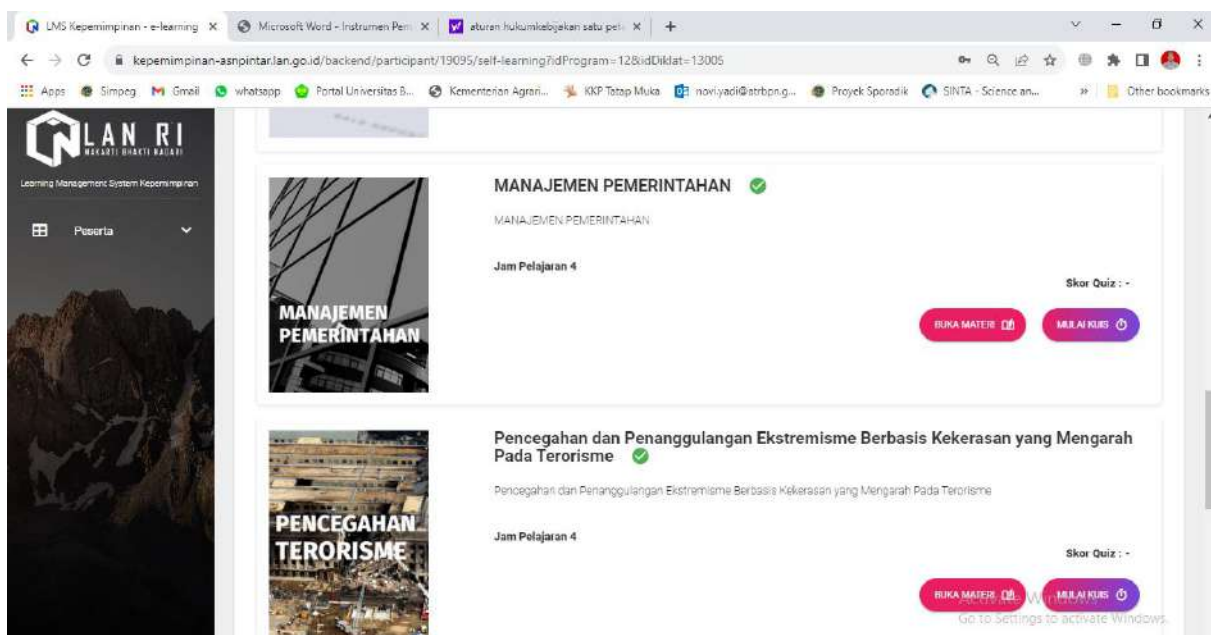 LMS Kepemimpinan - e-learning
Microsoft Word - Instrumen Pem
aturan hukumkebijakan satu pet
kepemimpinan-asnpintar.lan.go.id/backend/participant/19095/self-learning?idProgram=12&idDiklat=13005
Apps Simpeg Gmail whatsapp Portal Universitas B... Kementerian Agrari... KKP Tatap Muka novi.yadi@atrbpn.g... Proyek Sporadik SINTA - Science an... » Other bookmarks
LAN RI
MAKARTI BHAKTI NAGARI
Learning Management System Kepemimpinan
Peserta
MANAJEMEN PEMERINTAHAN
MANAJEMEN PEMERINTAHAN
Jam Pelajaran 4
Skor Quiz : -
BUKA MATERI
MULAI KUIS
MANAJEMEN
PEMERINTAHAN
Pencegahan dan Penanggulangan Ekstremisme Berbasis Kekerasan yang Mengarah
Pada Terorisme
Pencegahan dan Penanggulangan Ekstremisme Berbasis Kekerasan yang Mengarah Pada Terorisme
Jam Pelajaran 4
Skor Quiz : -
BUKA MATERI
MULAI KUIS
PENCEGAHAN
TERORISME
Activate Windows
Go to Settings to activate Windows.